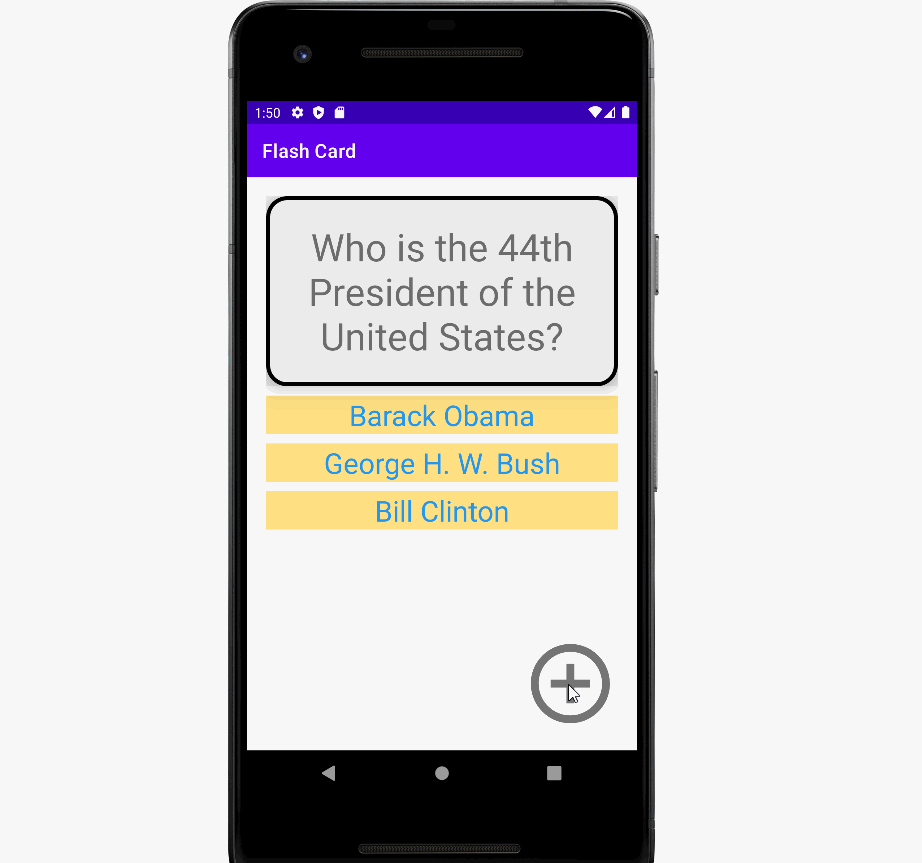 1:50
Flash Card
Who is the 44th
President of the
United States?
Barack Obama
George H. W. Bush
Bill Clinton